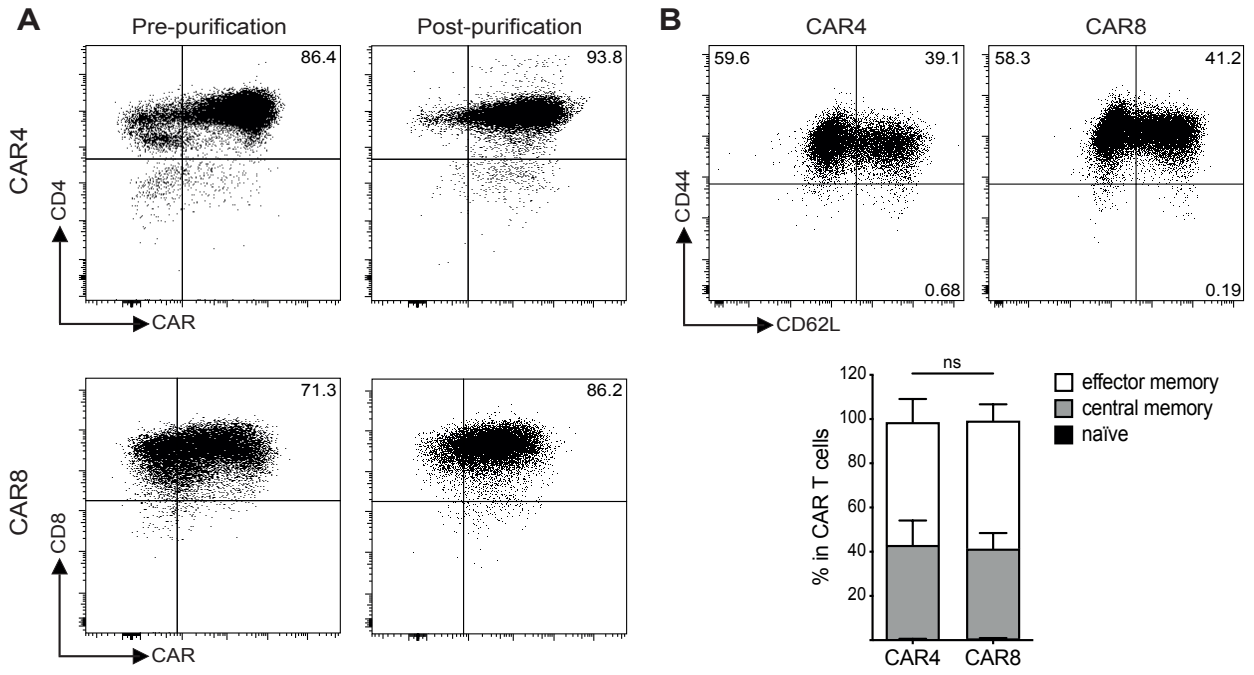 A
Pre-purification
Post-purification
CAR4
86.4
93.8
CD4
CAR
CAR8
71.3
86.2
CD8
CAR
B
CAR4
CAR8
59.6
39.1
58.3
41.2
CD44
0.68
0.19
CD62L
ns
120
100
80
60
40
20
% in CAR T cells
CAR4
CAR8
effector memory
central memory
naïve